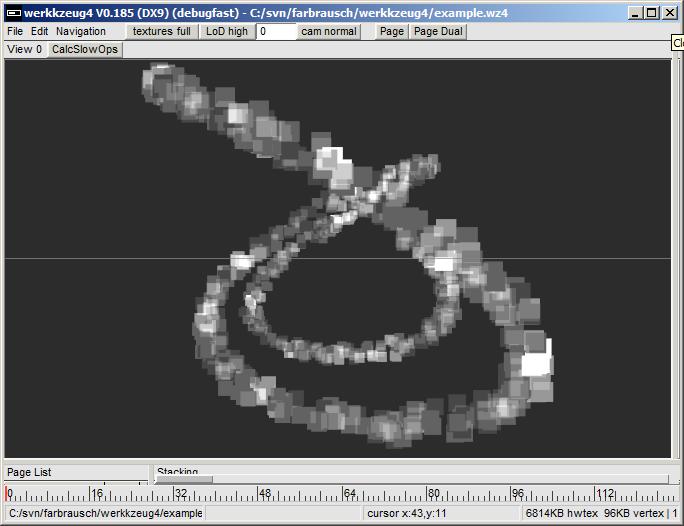 werkkzeug4 V0.185 (DX9) (debugfast) - C:/svn/farbrausch/werkkzeug4/example.wz4
File Edit Navigation textures full LoD high 0 cam normal Page Page Dual
View 0 CalcSlowOps
Page List Stacking
0 16 32 48 64 80 96 112
C:/svn/farbrausch/werkkzeug4/example cursor x:43,y:11 6814KB hwtex 96KB vertex | 1